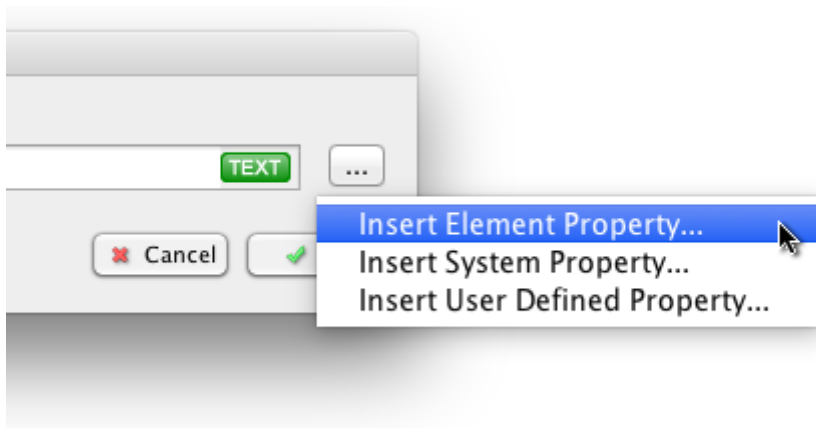 TEXT
...
Insert Element Property...
Cancel
Insert System Property...
Insert User Defined Property...